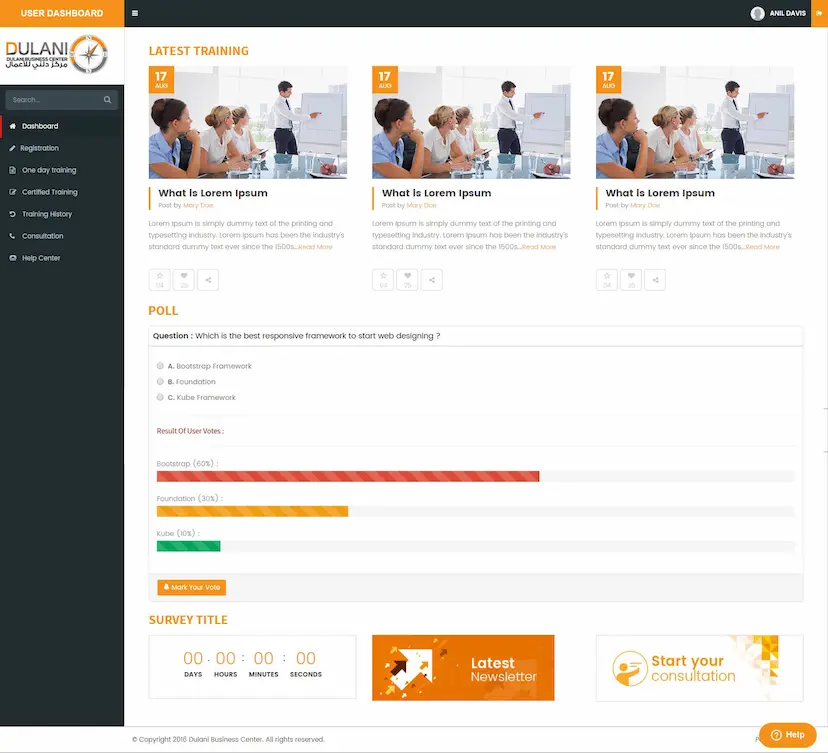 USER DASHBOARD
ANIL DAVIS
DULANI
DULANI BUSINESS CENTER
مركز دلني للأعمال
Search...
Dashboard
Registration
One day training
Certified Training
Training History
Consultation
Help Center
LATEST TRAINING
17
AUG
What is Lorem Ipsum
Post by Mary Doe
Lorem Ipsum is simply dummy text of the printing and
typesetting industry. Lorem Ipsum has been the industry's
standard dummy text ever since the 1500s...Read More
25
17
AUG
What is Lorem Ipsum
Post by Mary Doe
Lorem Ipsum is simply dummy text of the printing and
typesetting industry. Lorem Ipsum has been the industry's
standard dummy text ever since the 1500s...Read More
25
17
AUG
What is Lorem Ipsum
Post by Mary Doe
Lorem Ipsum is simply dummy text of the printing and
typesetting industry. Lorem Ipsum has been the industry's
standard dummy text ever since the 1500s...Read More
25
POLL
Question : Which is the best responsive framework to start web designing ?
A. Bootstrap Framework
B. Foundation
C. Kube Framework
Result Of User Votes :
Bootstrap (60%) :
Foundation (30%) :
Kube (10%) :
Mark Your Vote
SURVEY TITLE
00 : 00 : 00 : 00
DAYS HOURS MINUTES SECONDS
Latest
Newsletter
Start your
consultation
© Copyright 2016 Dulani Business Center. All rights reserved.
Help